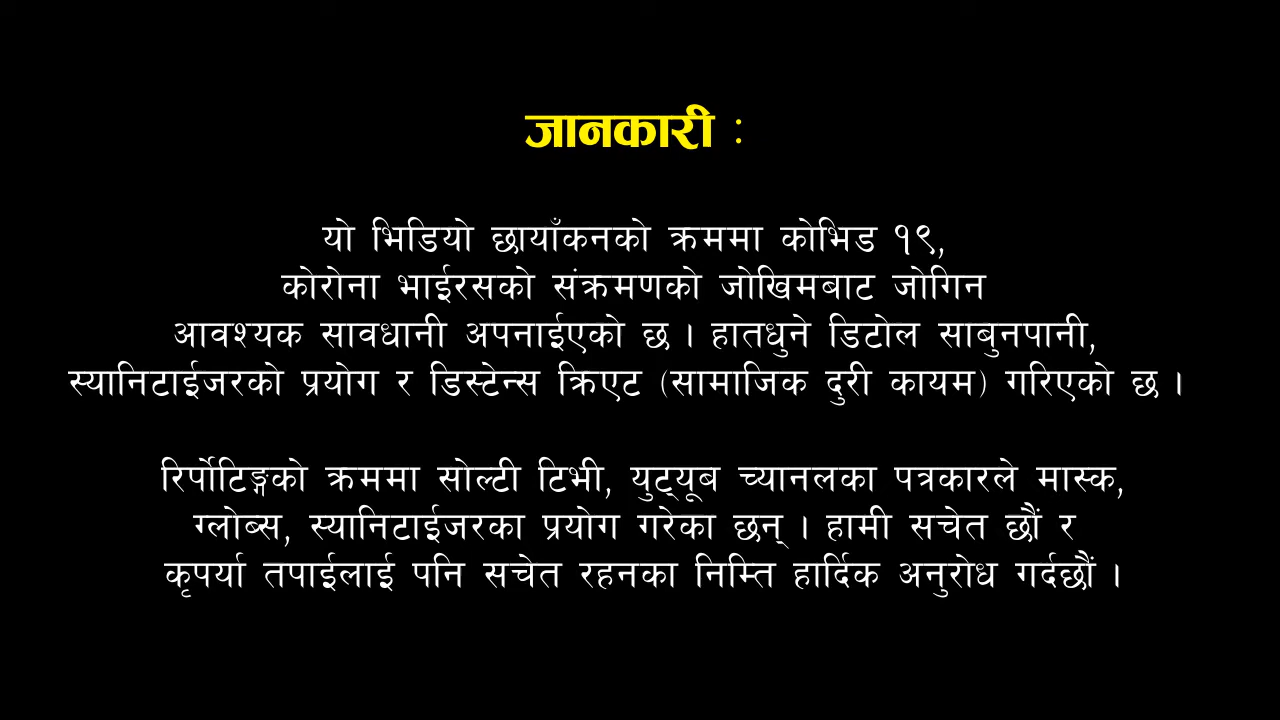 जानकारी :
यो भिडियो छायाँकनको क्रममा कोभिड १९,
कोरोना भाईरसको संक्रमणको जोखिमबाट जोगिन
आवश्यक सावधानी अपनाईएको छ । हातधुने डिटोल साबुनपानी,
स्यानिटाईजरको प्रयोग र डिस्टेन्स क्रिएट (सामाजिक दुरी कायम) गरिएको छ ।
रिर्पोटिङ्गको क्रममा सोल्टी टिभी, युट्यूब च्यानलका पत्रकारले मास्क,
ग्लोब्स, स्यानिटाईजरका प्रयोग गरेका छन् । हामी सचेत छौं र
कृपर्या तपाईलाई पनि सचेत रहनका निम्ति हार्दिक अनुरोध गर्दछौं ।